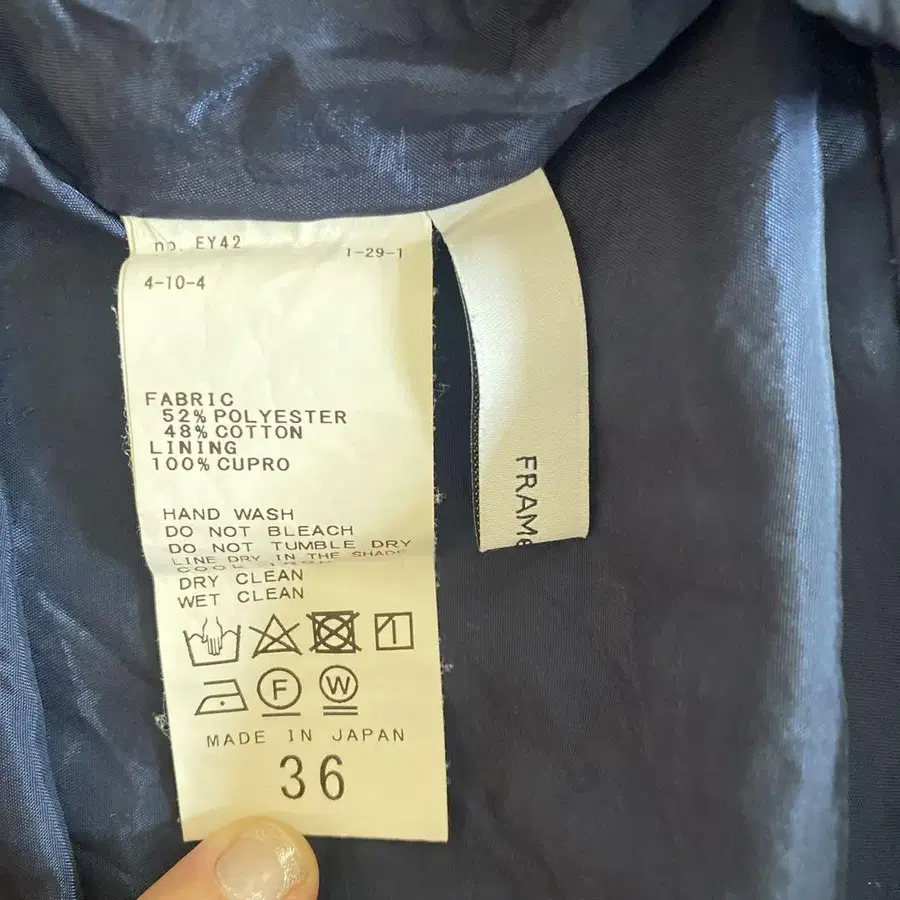 no. EY42
1-29-1
4-10-4
FABRIC
52% POLYESTER
48% COTTON
LINING
100% CUPRO
HAND WASH
DO NOT BLEACH
DO NOT TUMBLE DRY
LINE DRY IN THE SHADE
DRY CLEAN
WET CLEAN
F
W
MADE IN JAPAN
36
FRAMe